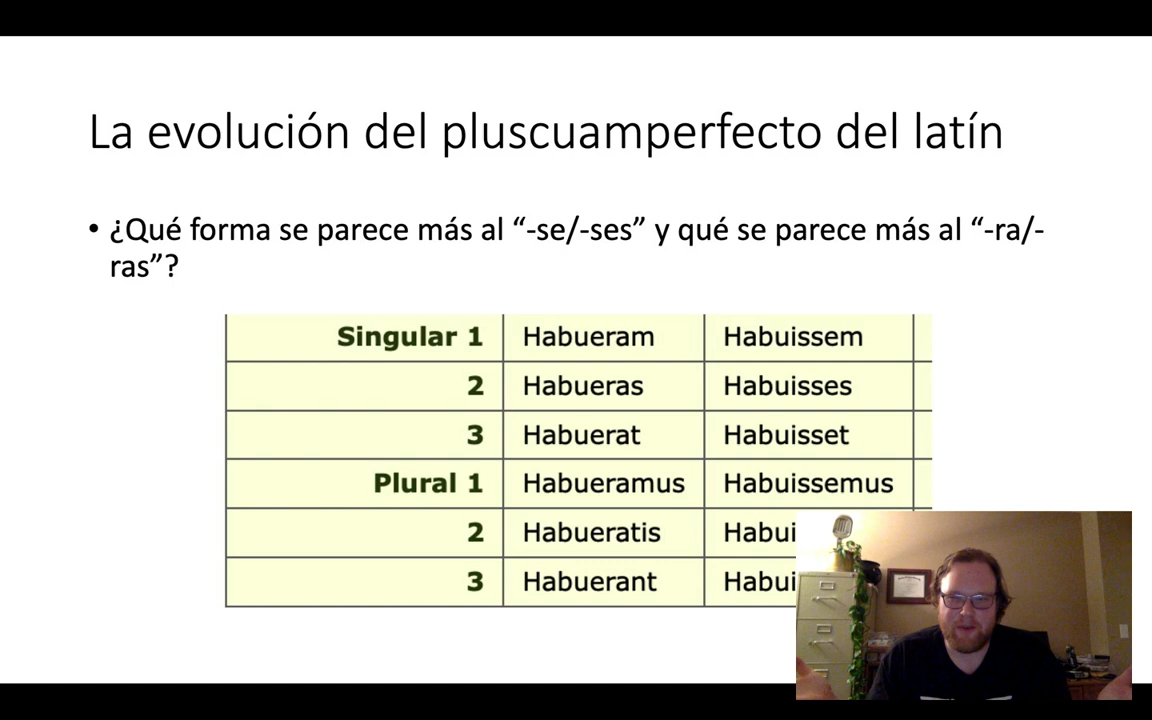 La evolución del pluscuamperfecto del latín
• ¿Qué forma se parece más al “-se/-ses” y qué se parece más al “-ra/-
ras”?
Singular 1 Habueram Habuissem
2 Habueras Habuisses
3 Habuerat Habuisset
Plural 1 Habueramus Habuissemus
2 Habueratis Habui
3 Habuerant Habui